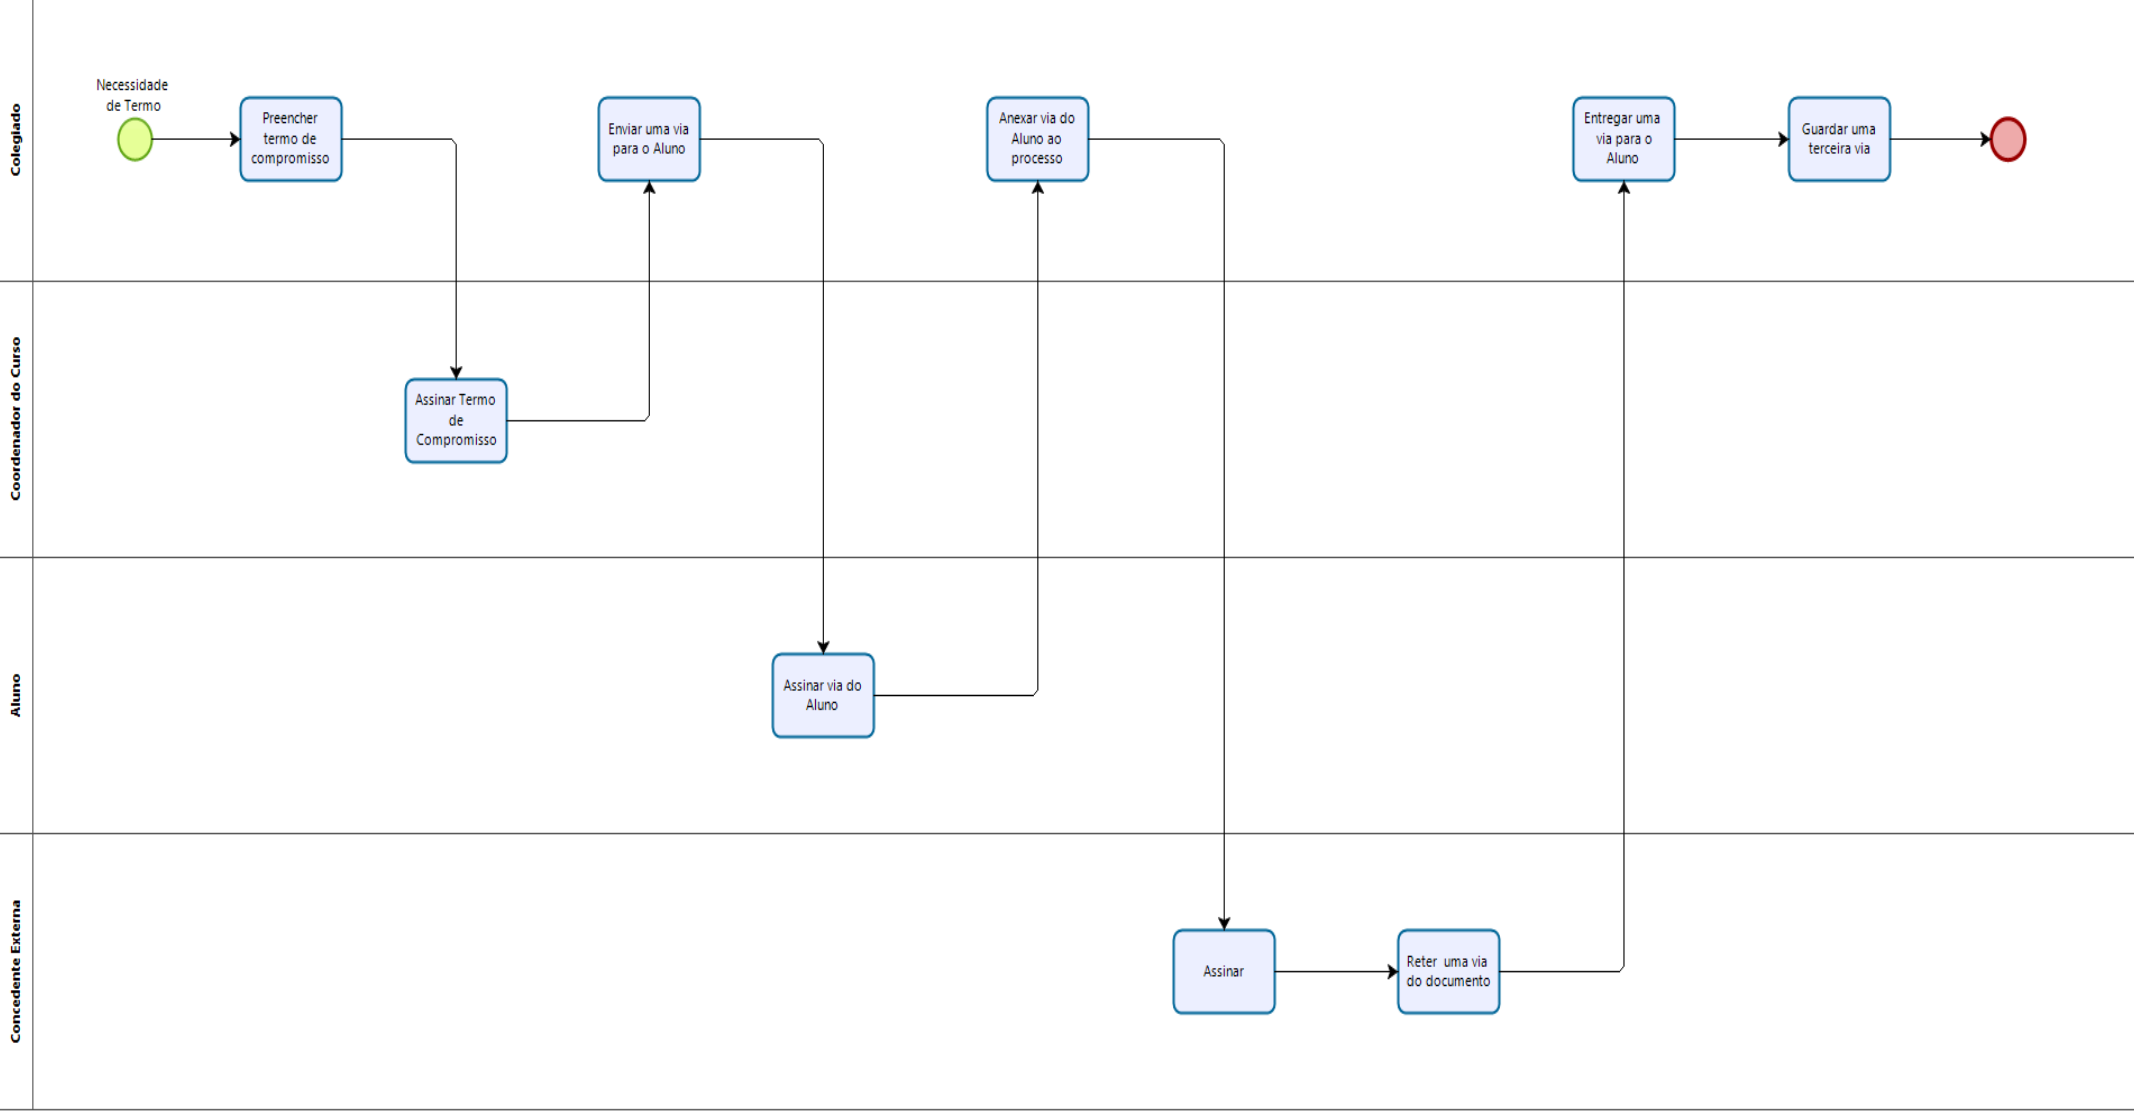 Colegiado
Necessidade
de Termo
Preencher
termo de
compromisso
Enviar uma via
para o Aluno
Anexar via do
Aluno ao
processo
Entregar uma
via para o
Aluno
Guardar uma
terceira via
Coordenador do Curso
Assinar Termo
de
Compromisso
Aluno
Assinar via do
Aluno
Concedente Externa
Assinar
Reter uma via
do documento